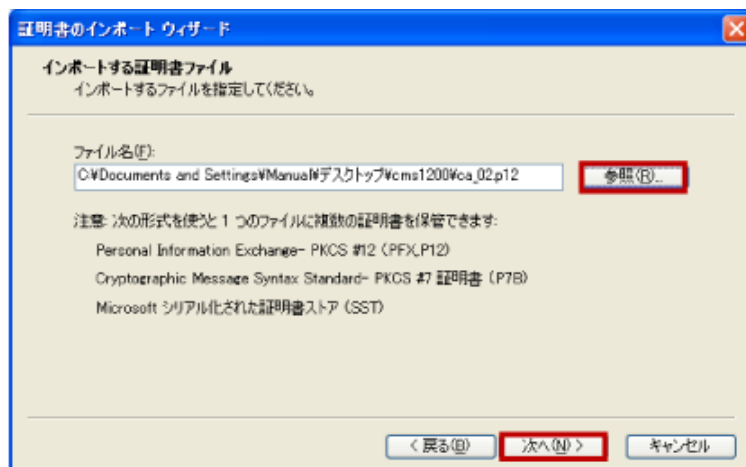 証明書のインポート ウィザード
インポートする証明書ファイル
インポートするファイルを指定してください。
ファイル名(F):
C:¥Documents and Settings¥Manual¥デスクトップ¥cms1200¥ca_02.p12
参照(R)...
注意: 次の形式を使うと 1 つのファイルに複数の証明書を保管できます:
Personal Information Exchange- PKCS #12 (PFX,P12)
Cryptographic Message Syntax Standard- PKCS #7 証明書 (P7B)
Microsoft シリアル化された証明書ストア (SST)
< 戻る(B)
次へ(N) >
キャンセル